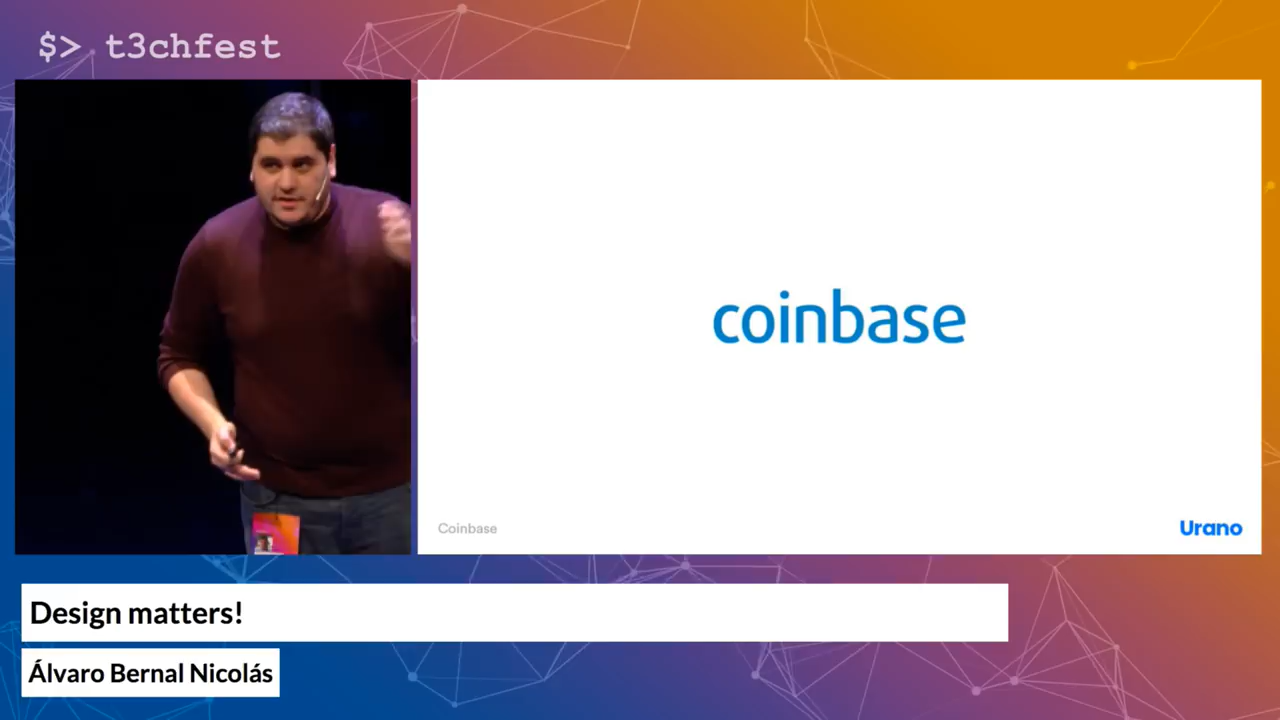 $> t3chfest
coinbase
Coinbase
Urano
Design matters!
Álvaro Bernal Nicolás